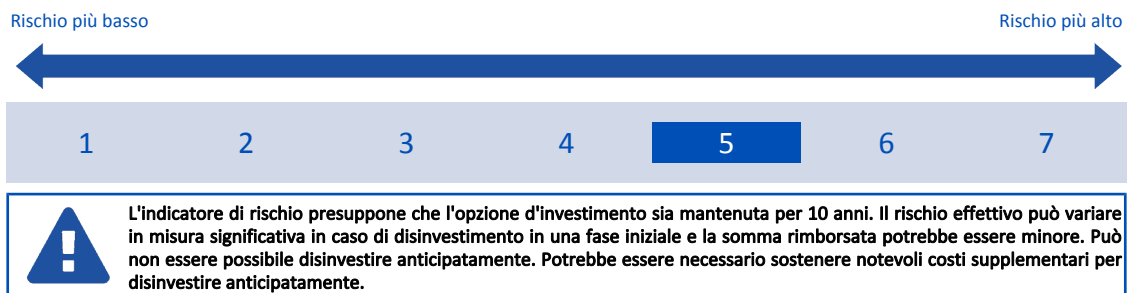 Rischio più basso Rischio più alto
1 2 3 4 5 6 7
L'indicatore di rischio presuppone che l'opzione d'investimento sia mantenuta per 10 anni. Il rischio effettivo può variare
in misura significativa in caso di disinvestimento in una fase iniziale e la somma rimborsata potrebbe essere minore. Può
non essere possibile disinvestire anticipatamente. Potrebbe essere necessario sostenere notevoli costi supplementari per
disinvestire anticipatamente.